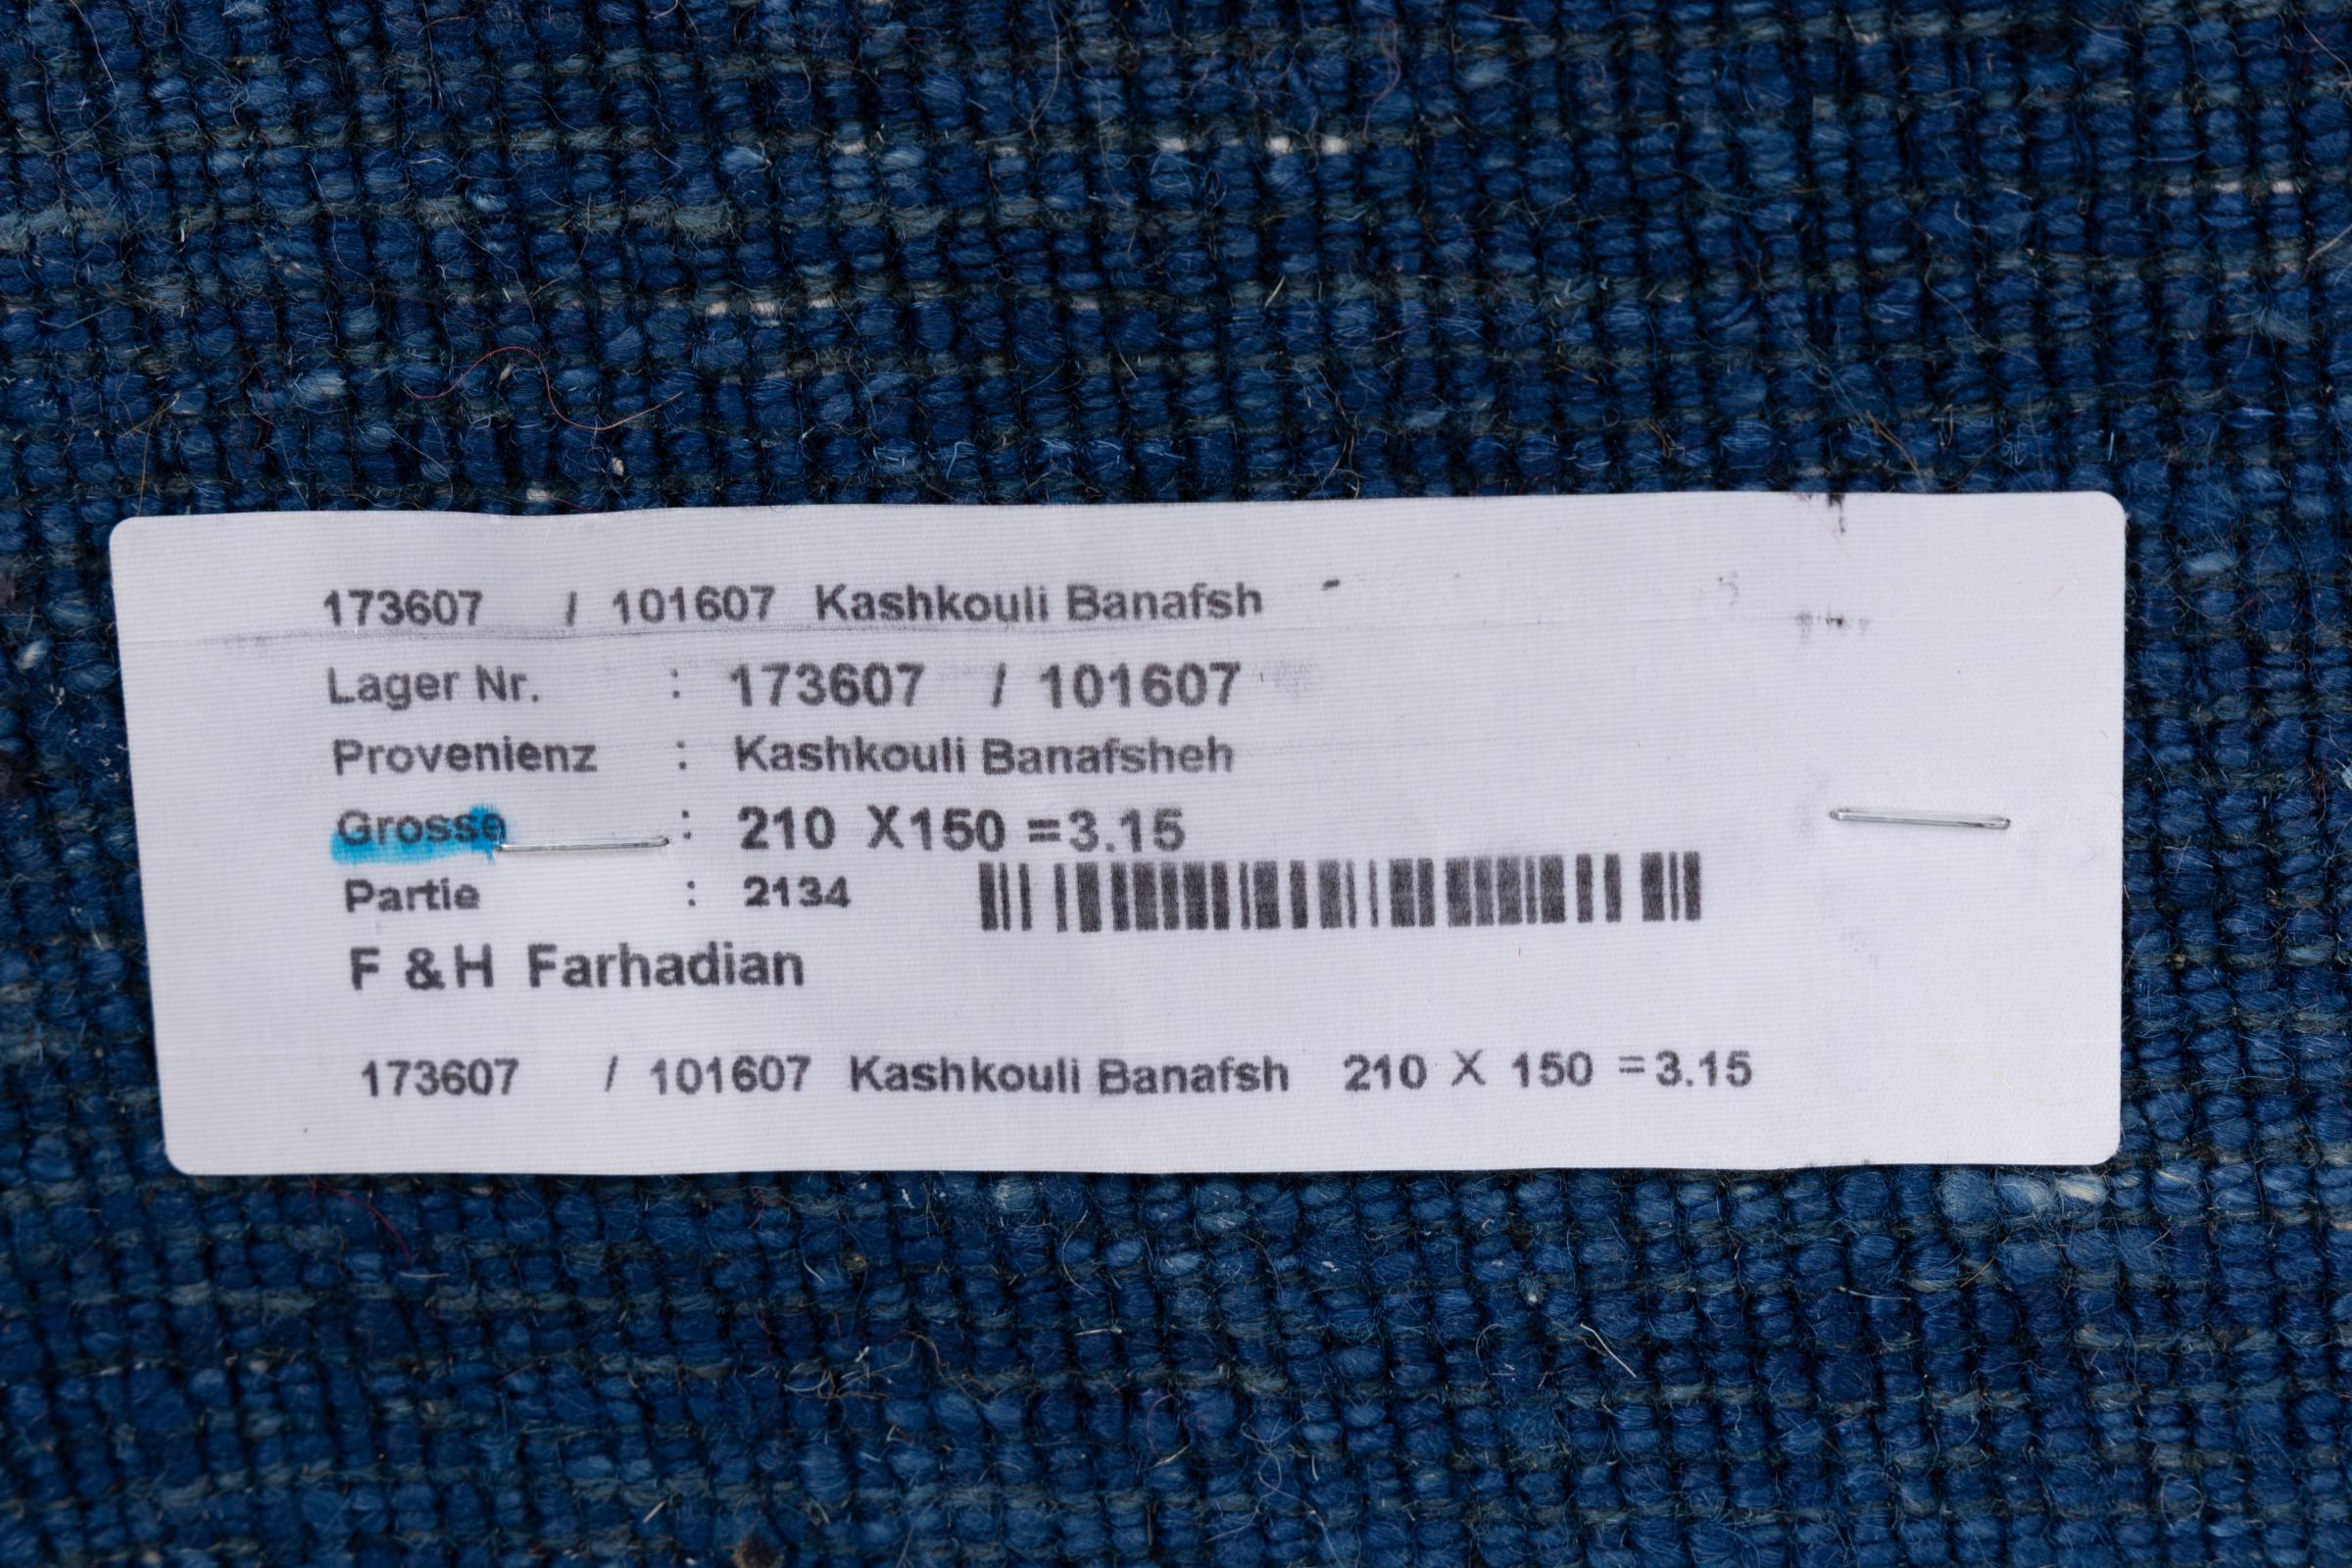 173607 / 101607 Kashkouli Banafsh
Lager Nr. : 173607 / 101607
Provenienz : Kashkouli Banafsheh
Grosse : 210 X150 =3.15
Partie : 2134
F & H Farhadian
173607 / 101607 Kashkouli Banafsh 210 X 150 =3.15